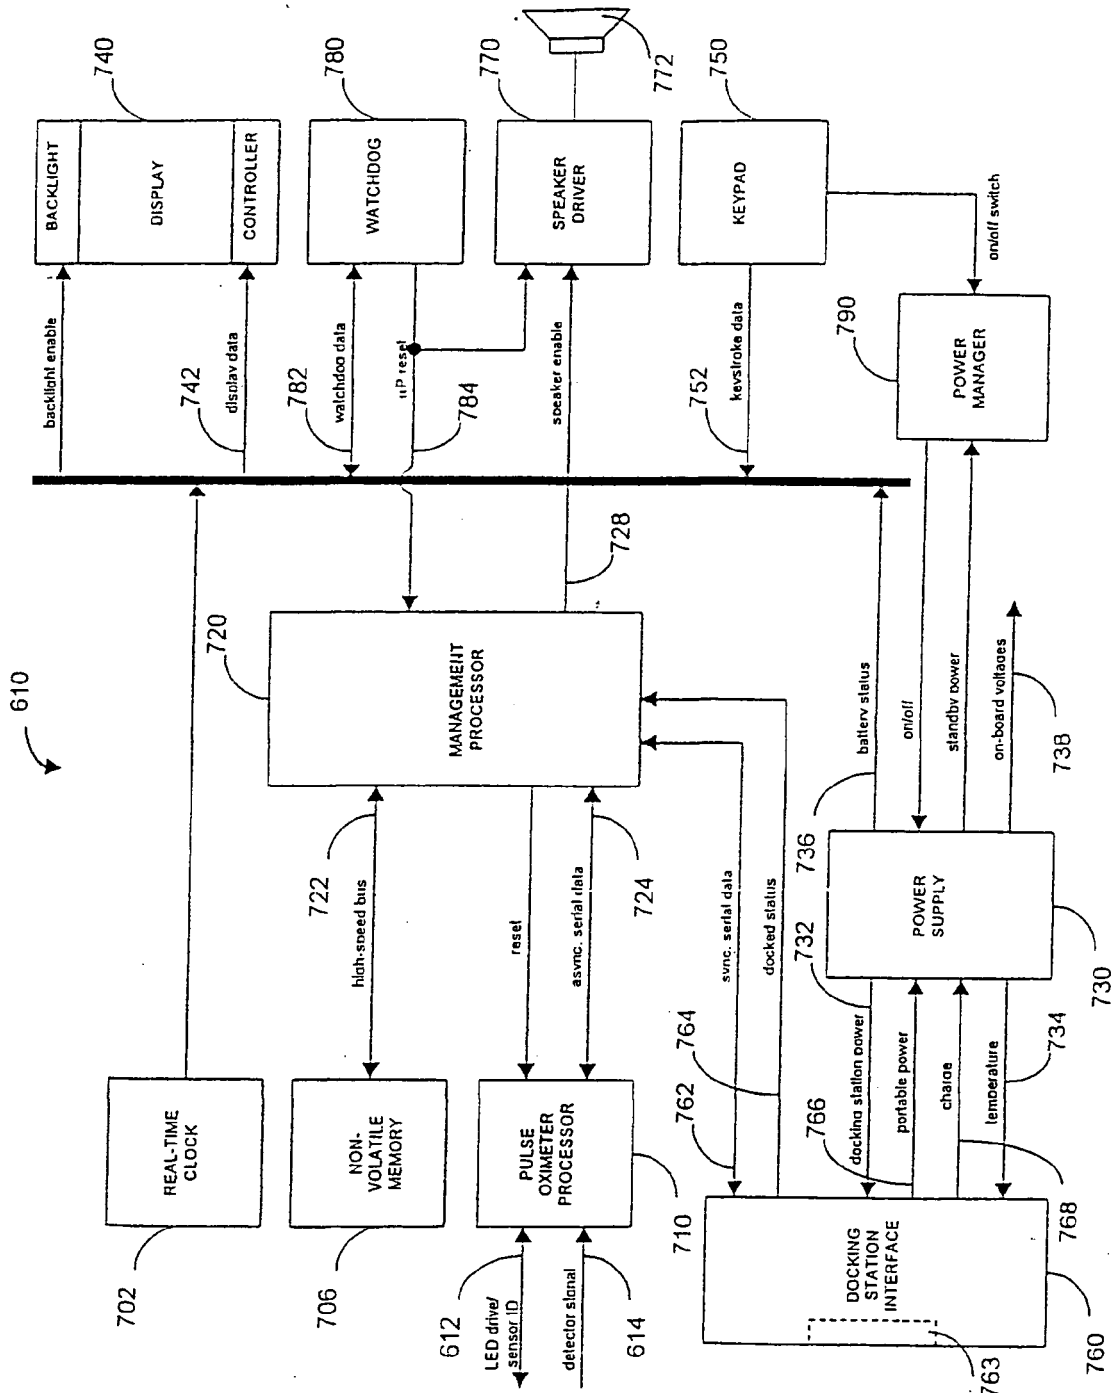 610
740
BACKLIGHT
DISPLAY
CONTROLLER
backlight enable
742
display data
780
WATCHDOG
782
watchdog data
µP reset
784
770
SPEAKER
DRIVER
772
speaker enable
728
750
KEYPAD
752
keystroke data
on/off switch
790
POWER
MANAGER
720
MANAGEMENT
PROCESSOR
722
high-speed bus
reset
async. serial data
724
sync. serial data
docked status
736
battery status
on/off
standby power
on-board voltages
738
702
REAL-TIME
CLOCK
706
NON-
VOLATILE
MEMORY
710
PULSE
OXIMETER
PROCESSOR
612
LED drive/
sensor ID
detector signal
614
762
764
732
docking station power
766
portable power
charge
768
temperature
734
POWER
SUPPLY
730
DOCKING
STATION
INTERFACE
763
760